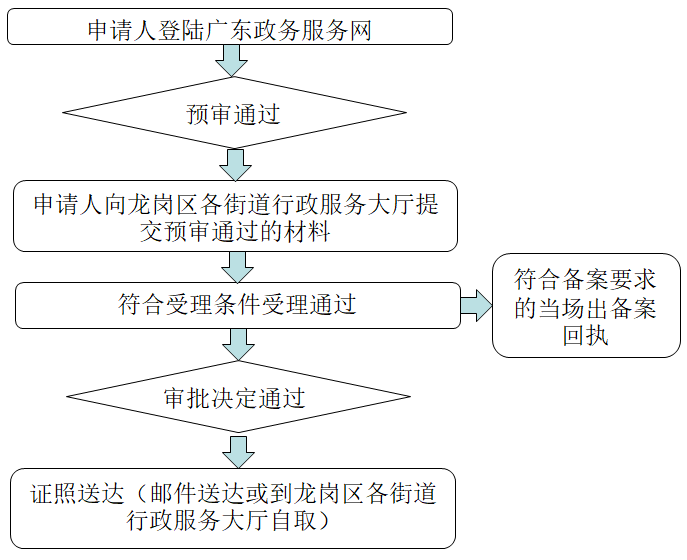 申请人登陆广东政务服务网
预审通过
申请人向龙岗区各街道行政服务大厅提
交预审通过的材料
符合受理条件受理通过
符合备案要求
的当场出备案
回执
审批决定通过
证照送达（邮件送达或到龙岗区各街道
行政服务大厅自取）